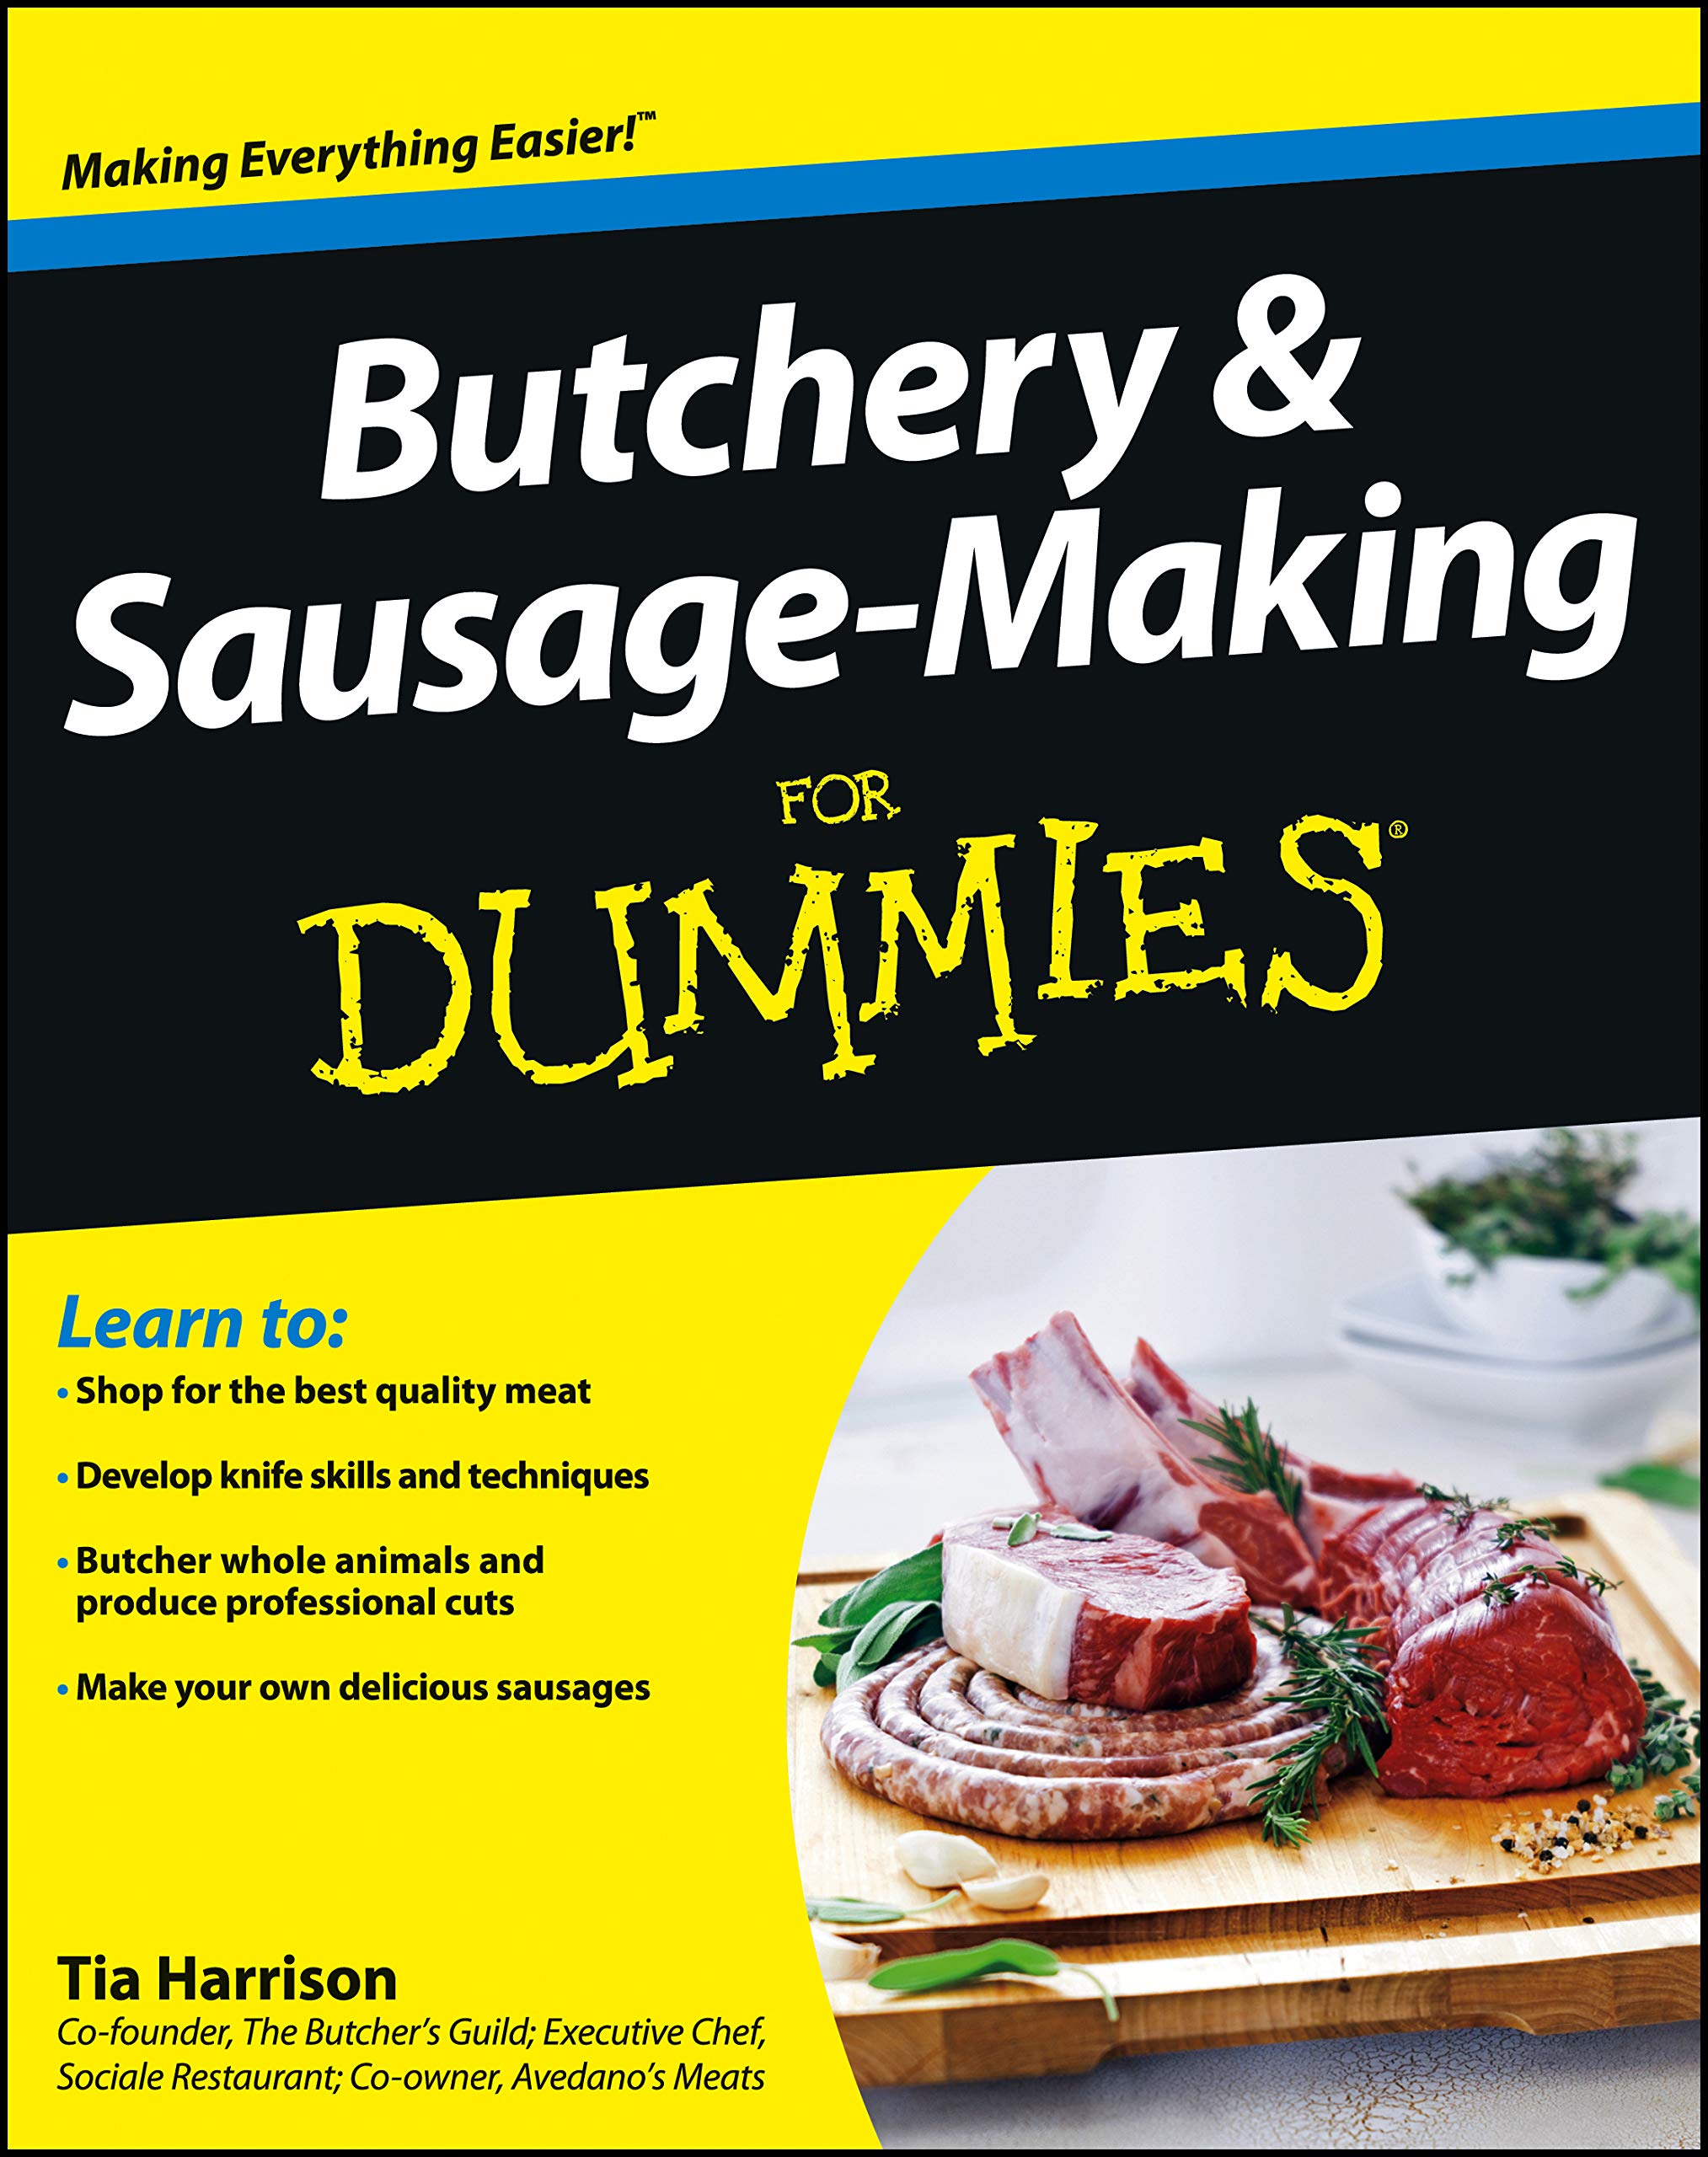 Making Everything Easier!™
Butchery &
Sausage-Making
FOR
DUMMIES®
Learn to:
• Shop for the best quality meat
• Develop knife skills and techniques
• Butcher whole animals and
produce professional cuts
• Make your own delicious sausages
Tia Harrison
Co-founder, The Butcher's Guild; Executive Chef,
Sociale Restaurant; Co-owner, Avedano's Meats